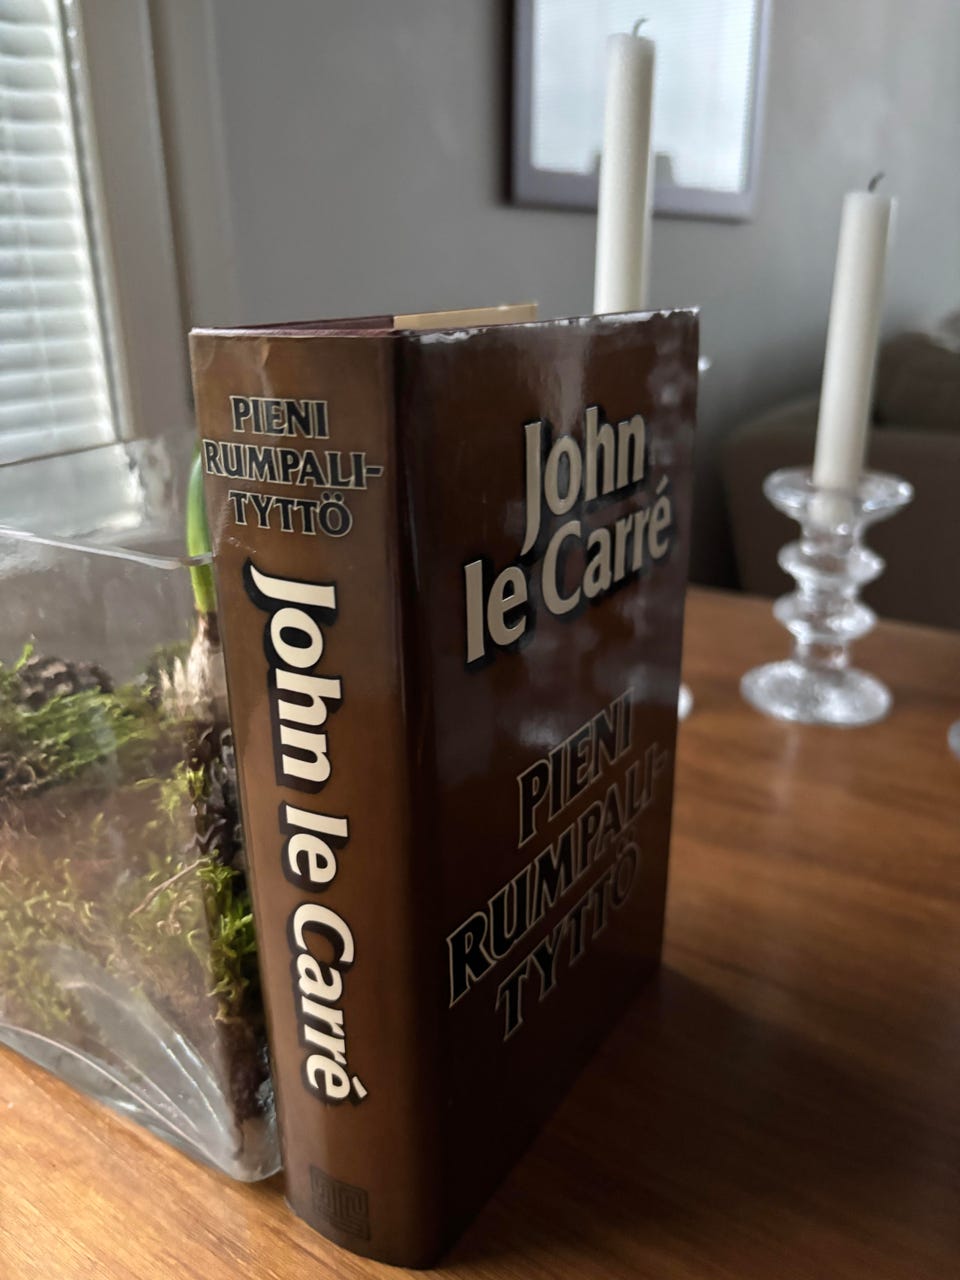 PIENI
RUMPALI-
TYTTÖ
John le Carré
John
le Carré
PIENI
RUMPALI-
TYTTÖ